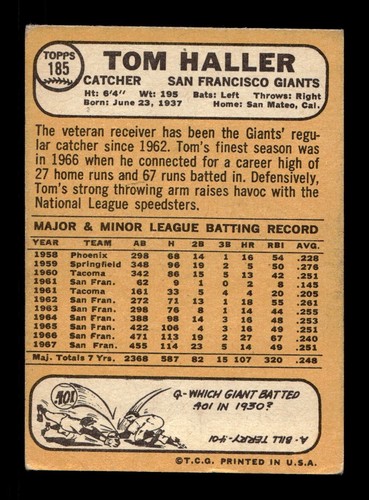 TOPPS
185
TOM HALLER
CATCHER SAN FRANCISCO GIANTS
Ht: 6'4" Wt: 195 Bats: Left Throws: Right
Born: June 23, 1937 Home: San Mateo, Cal.
The veteran receiver has been the Giants' regu-
lar catcher since 1962. Tom's finest season was
in 1966 when he connected for a career high of
27 home runs and 67 runs batted in. Defensively,
Tom's strong throwing arm raises havoc with the
National League speedsters.
MAJOR & MINOR LEAGUE BATTING RECORD
YEAR TEAM AB H 2B 3B HR RBI AVG.
1958 Phoenix 298 68 14 1 16 54 .228
1959 Springfield 348 96 19 2 5 50 .276
1960 Tacoma 342 86 15 5 13 42 .251
1961 San Fran. 62 9 1 0 2 8 .145
1961 Tacoma 161 33 5 4 4 20 .205
1962 San Fran. 272 71 13 1 18 55 .261
1963 San Fran. 298 76 8 1 14 44 .255
1964 San Fran. 388 98 14 3 16 48 .253
1965 San Fran. 422 106 4 3 16 49 .251
1966 San Fran. 471 113 19 2 27 67 .240
1967 San Fran. 455 114 23 5 14 49 .251
Maj. Totals 7 Yrs. 2368 587 82 15 107 320 .248
.401
Q-WHICH GIANT BATTED
.401 IN 1930?
A-BILL TERRY-.401
©T.C.G. PRINTED IN U.S.A.